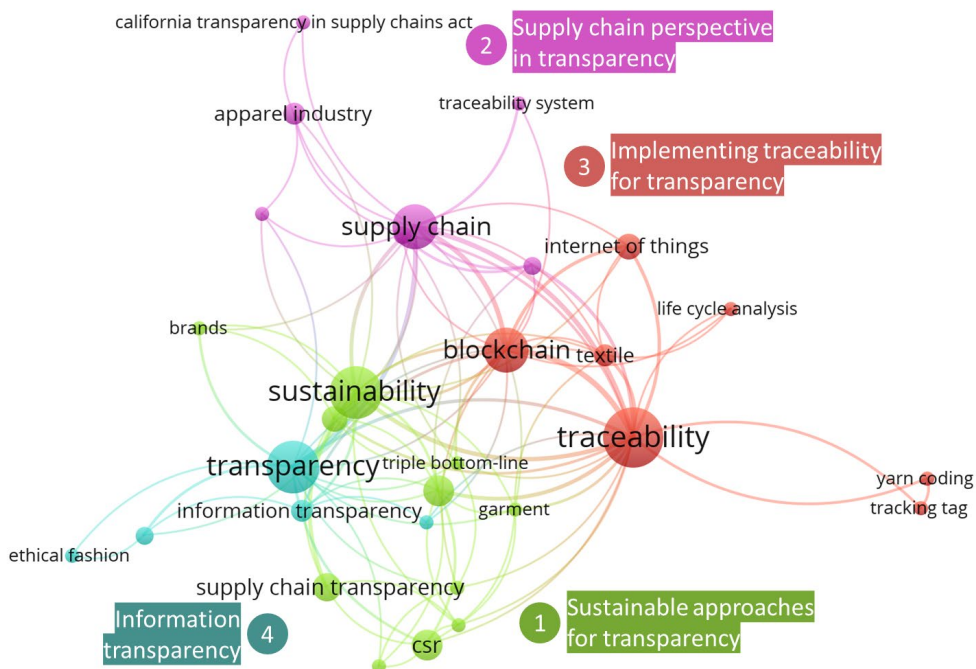 california transparency in supply chains act
2
Supply chain perspective
in transparency
apparel industry
traceability system
3
Implementing traceability
for transparency
supply chain
internet of things
life cycle analysis
brands
blockchain
textile
sustainability
traceability
transparency
triple bottom-line
yarn coding
information transparency
garment
tracking tag
ethical fashion
supply chain transparency
Information
transparency
4
1
Sustainable approaches
for transparency
csr